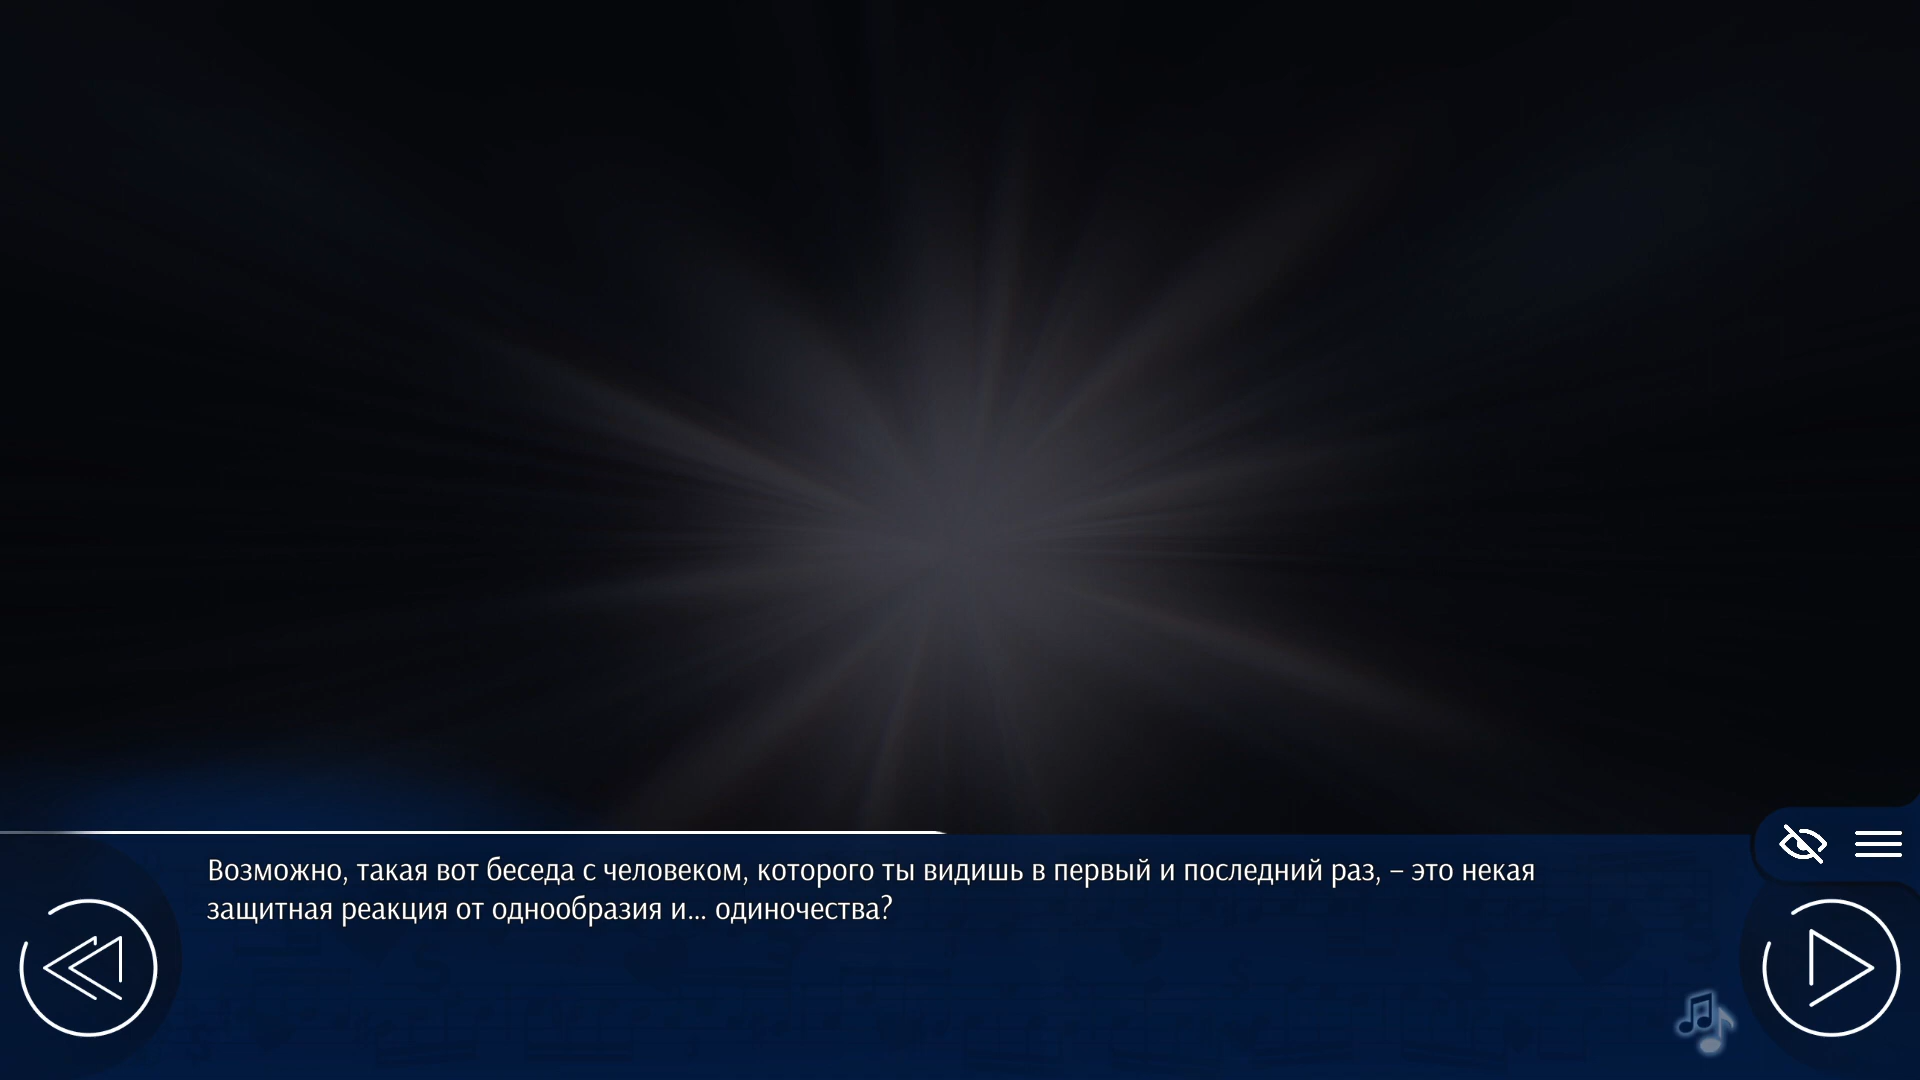 Возможно, такая вот беседа с человеком, которого ты видишь в первый и последний раз, – это некая
защитная реакция от однообразия и... одиночества?